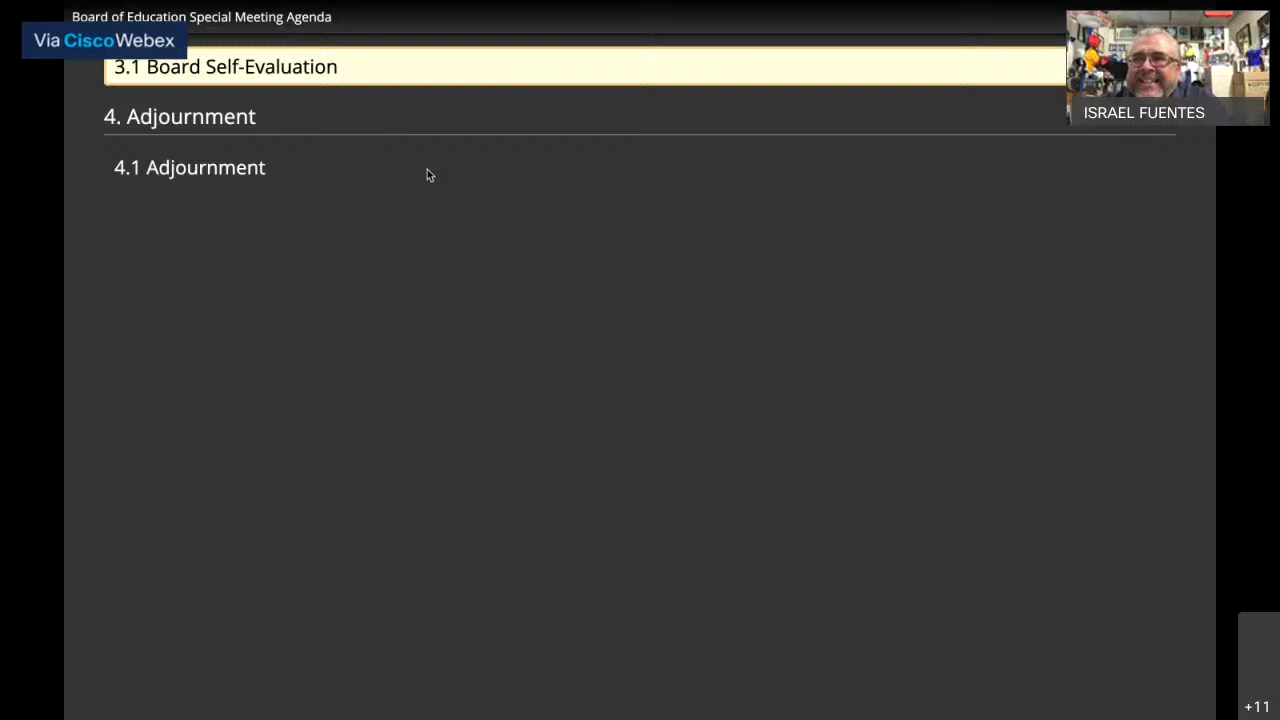 Board of Education Special Meeting Agenda
Via CiscoWebex
3.1 Board Self-Evaluation
ISRAEL FUENTES
4. Adjournment
4.1 Adjournment
+11